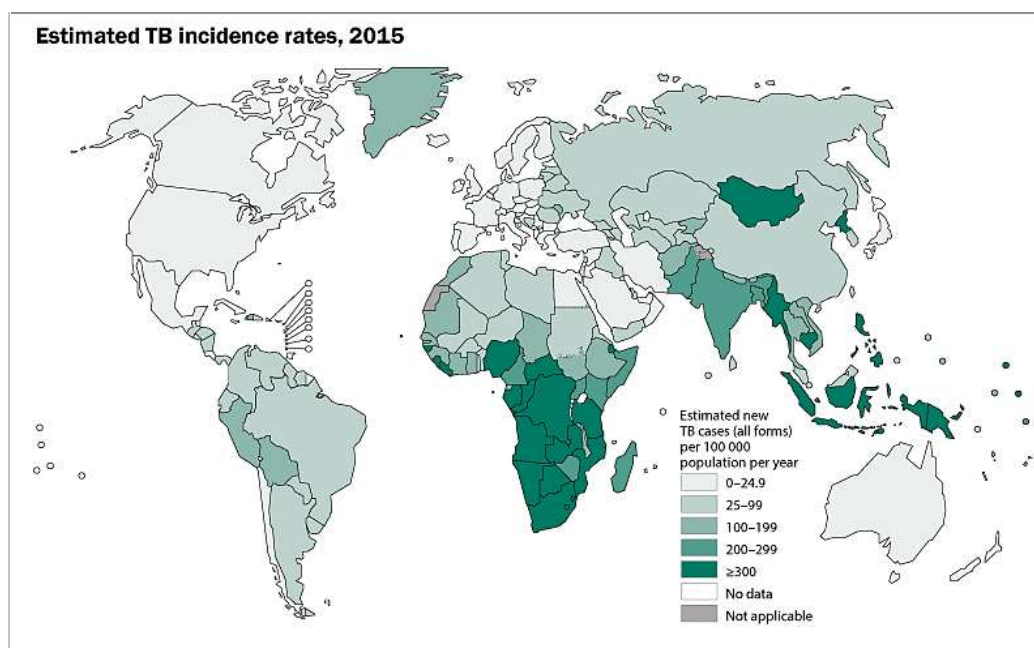 Estimated TB incidence rates, 2015
Estimated new
TB cases (all forms)
per 100 000
population per year
0–24.9
25–99
100–199
200–299
≥300
No data
Not applicable